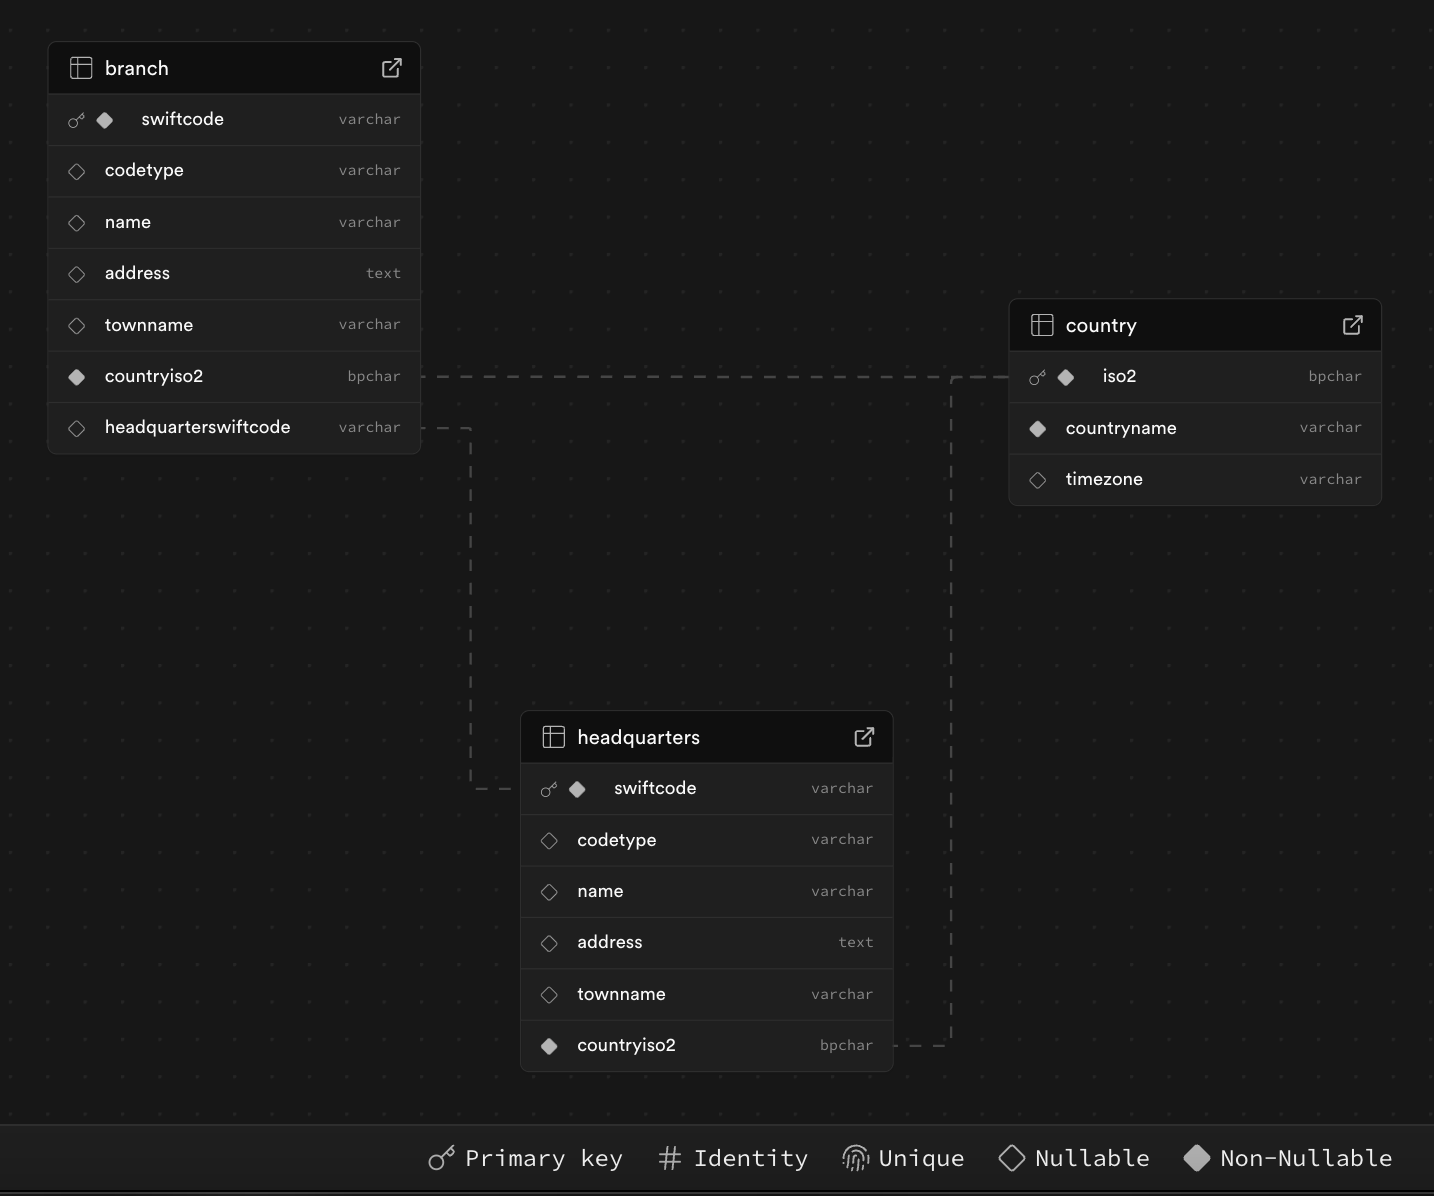 branch
swiftcode varchar
codetype varchar
name varchar
address text
townname varchar
countryiso2 bpchar
headquarterswiftcode varchar
country
iso2 bpchar
countryname varchar
timezone varchar
headquarters
swiftcode varchar
codetype varchar
name varchar
address text
townname varchar
countryiso2 bpchar
Primary key # Identity Unique Nullable Non-Nullable